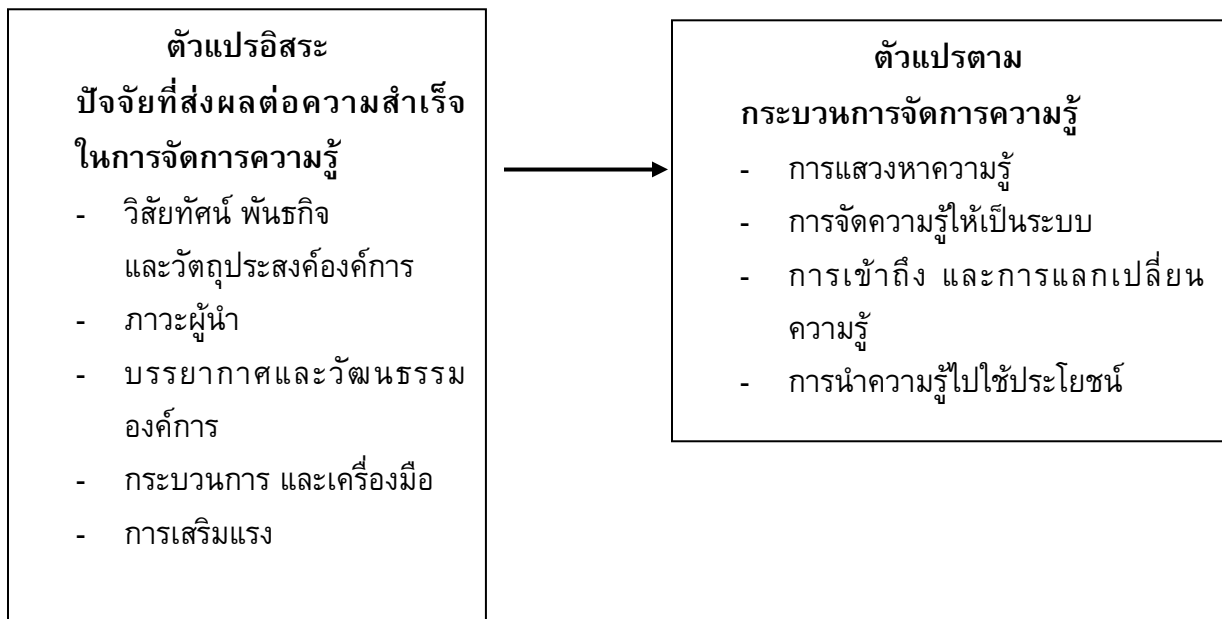 ตัวแปรอิสระ
ปัจจัยที่ส่งผลต่อความสำเร็จ
ในการจัดการความรู้
- วิสัยทัศน์ พันธกิจ
และวัตถุประสงค์องค์การ
- ภาวะผู้นำ
- บรรยากาศและวัฒนธรรม
องค์การ
- กระบวนการ และเครื่องมือ
- การเสริมแรง
ตัวแปรตาม
กระบวนการจัดการความรู้
- การแสวงหาความรู้
- การจัดความรู้ให้เป็นระบบ
- การเข้าถึง และการแลกเปลี่ยน
ความรู้
- การนำความรู้ไปใช้ประโยชน์